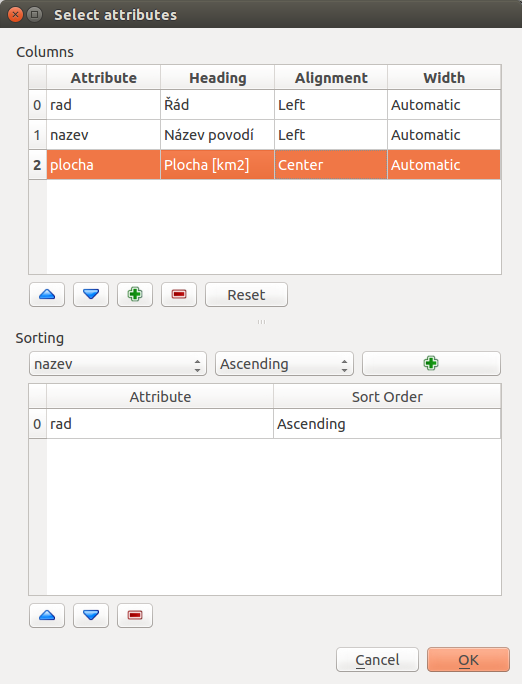 Select attributes
Columns
Attribute Heading Alignment Width
0 rad Řád Left Automatic
1 nazev Název povodí Left Automatic
2 plocha Plocha [km2] Center Automatic
Reset
Sorting
nazev Ascending
Attribute Sort Order
0 rad Ascending
Cancel OK